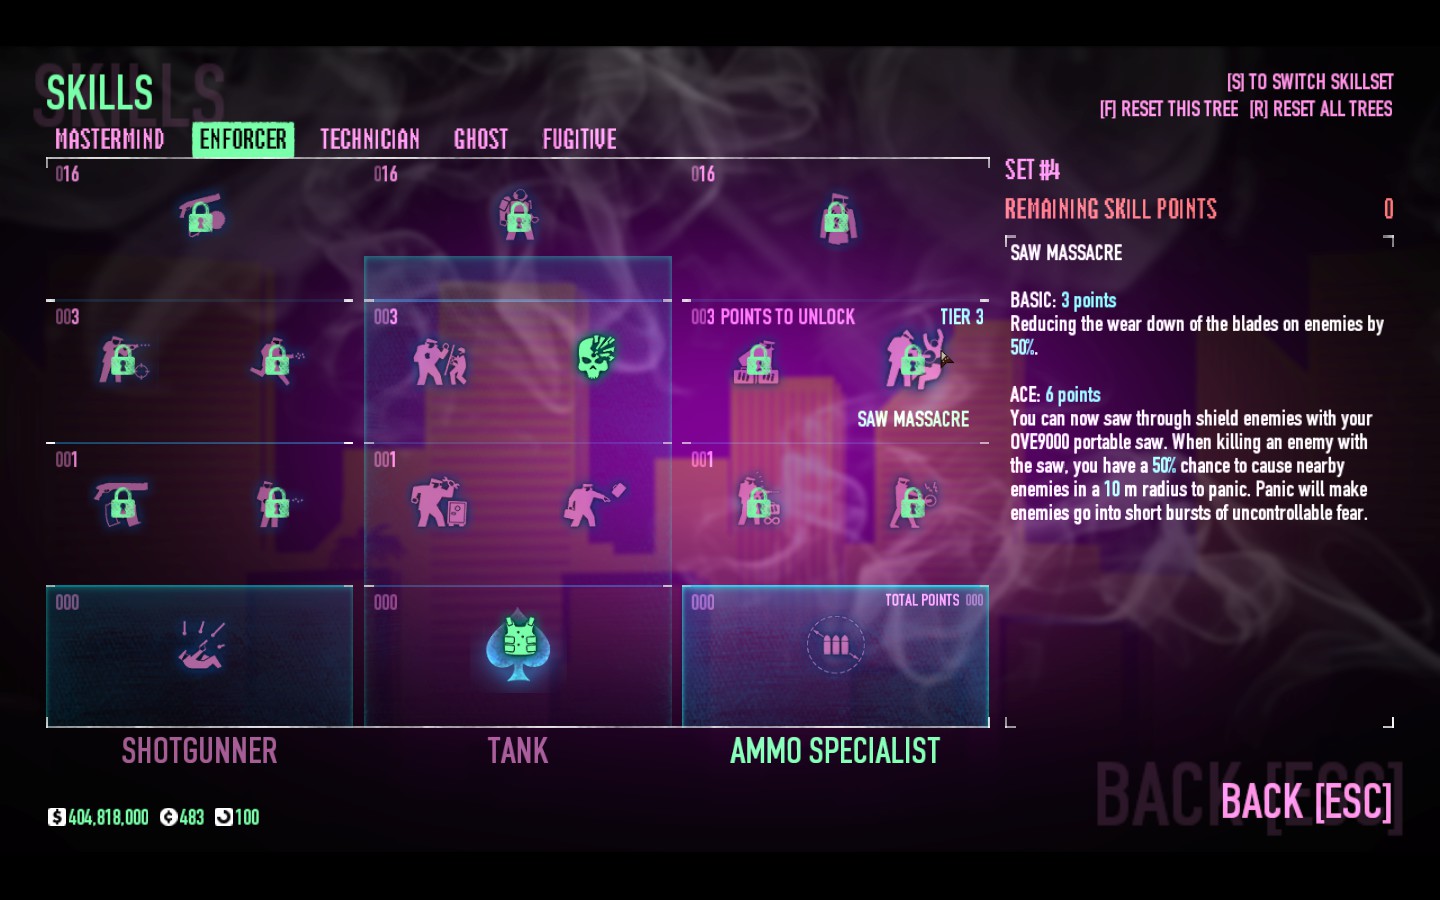 SKILLS
[S] TO SWITCH SKILLSET
[F] RESET THIS TREE [R] RESET ALL TREES
MASTERMIND ENFORCER TECHNICIAN GHOST FUGITIVE
016 016 016
SET #4
REMAINING SKILL POINTS 0
SAW MASSACRE
BASIC: 3 points
Reducing the wear down of the blades on enemies by
50%.
ACE: 6 points
You can now saw through shield enemies with your
OVE9000 portable saw. When killing an enemy with
the saw, you have a 50% chance to cause nearby
enemies in a 10 m radius to panic. Panic will make
enemies go into short bursts of uncontrollable fear.
003 003 003 POINTS TO UNLOCK TIER 3
SAW MASSACRE
001 001 001
000 000 000 TOTAL POINTS 000
SHOTGUNNER TANK AMMO SPECIALIST
$ 404,818,000 483 100
BACK [ESC]
BACK [ESC]